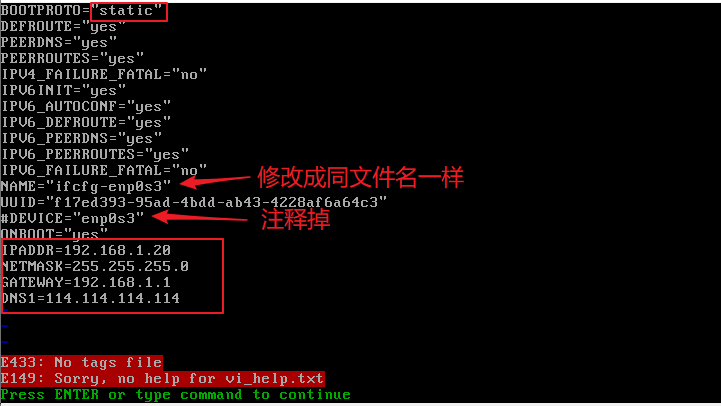 BOOTPROTO="static"
DEFROUTE="yes"
PEERDNS="yes"
PEERROUTES="yes"
IPV4_FAILURE_FATAL="no"
IPV6INIT="yes"
IPV6_AUTOCONF="yes"
IPV6_DEFROUTE="yes"
IPV6_PEERDNS="yes"
IPV6_PEERROUTES="yes"
IPV6_FAILURE_FATAL="no"
NAME="ifcfg-enp0s3" 修改成同文件名一样
UUID="f17ed393-95ad-4bdd-ab43-4228af6a64c3"
#DEVICE="enp0s3" 注释掉
ONBOOT="yes"
IPADDR=192.168.1.20
NETMASK=255.255.255.0
GATEWAY=192.168.1.1
DNS1=114.114.114.114
~
~
~
E433: No tags file
E149: Sorry, no help for vi_help.txt
Press ENTER or type command to continue